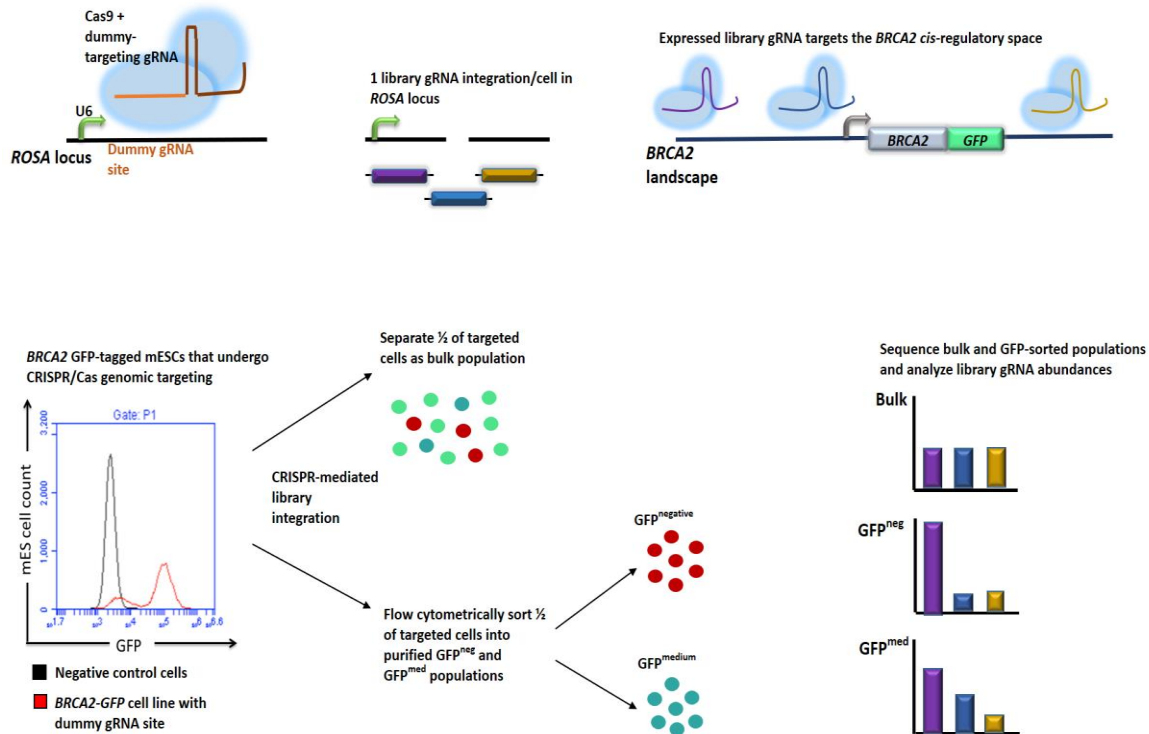 Cas9 +
dummy-
targeting gRNA
U6
ROSA locus
Dummy gRNA
site
1 library gRNA integration/cell in
ROSA locus
Expressed library gRNA targets the BRCA2 cis-regulatory space
BRCA2
GFP
BRCA2
landscape
BRCA2 GFP-tagged mESCs that undergo
CRISPR/Cas genomic targeting
Gate: P1
mES cell count
3,200
2,000
1,000
0
GFP
Negative control cells
BRCA2-GFP cell line with
dummy gRNA site
Separate ½ of targeted
cells as bulk population
CRISPR-mediated
library
integration
Flow cytometrically sort ½
of targeted cells into
purified GFPneg and
GFPmed populations
GFPnegative
GFPmedium
Sequence bulk and GFP-sorted populations
and analyze library gRNA abundances
Bulk
GFPneg
GFPmed